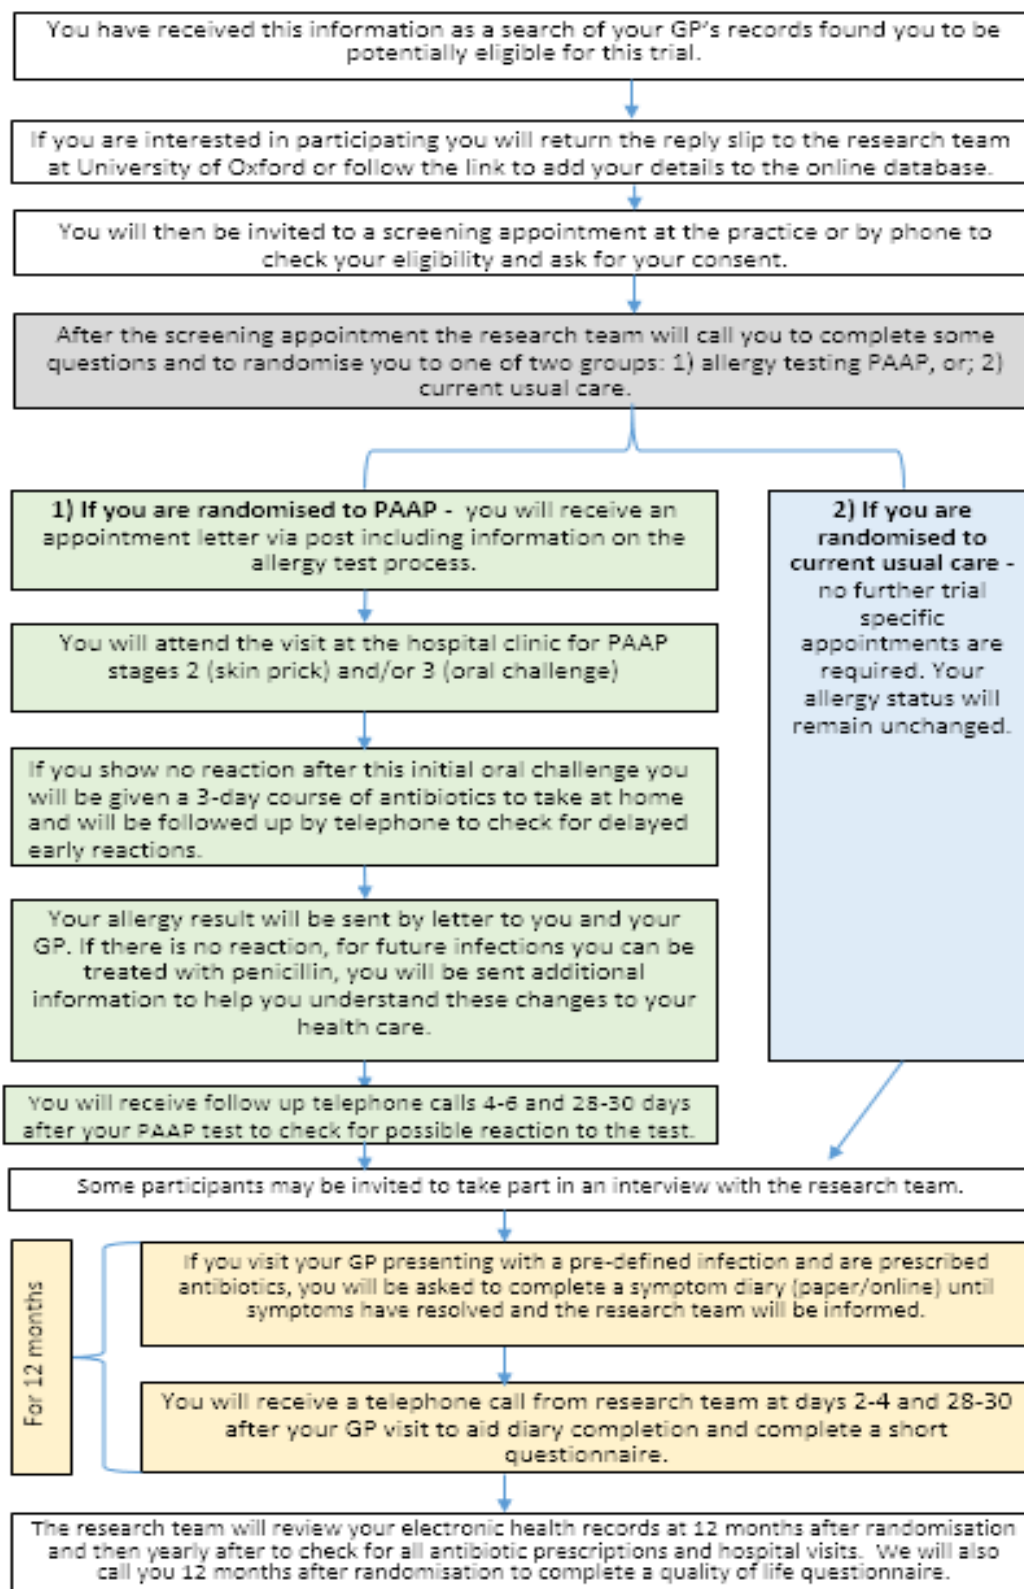 You have received this information as a search of your GP's records found you to be
potentially eligible for this trial.
If you are interested in participating you will return the reply slip to the research team
at University of Oxford or follow the link to add your details to the online database.
You will then be invited to a screening appointment at the practice or by phone to
check your eligibility and ask for your consent.
After the screening appointment the research team will call you to complete some
questions and to randomise you to one of two groups: 1) allergy testing PAAP, or; 2)
current usual care.
1) If you are randomised to PAAP - you will receive an
appointment letter via post including information on the
allergy test process.
You will attend the visit at the hospital clinic for PAAP
stages 2 (skin prick) and/or 3 (oral challenge)
If you show no reaction after this initial oral challenge you
will be given a 3-day course of antibiotics to take at home
and will be followed up by telephone to check for delayed
early reactions.
Your allergy result will be sent by letter to you and your
GP. If there is no reaction, for future infections you can be
treated with penicillin, you will be sent additional
information to help you understand these changes to your
health care.
You will receive follow up telephone calls 4-6 and 28-30 days
after your PAAP test to check for possible reaction to the test.
2) If you are
randomised to
current usual care -
no further trial
specific
appointments are
required. Your
allergy status will
remain unchanged.
Some participants may be invited to take part in an interview with the research team.
For 12 months
If you visit your GP presenting with a pre-defined infection and are prescribed
antibiotics, you will be asked to complete a symptom diary (paper/online) until
symptoms have resolved and the research team will be informed.
You will receive a telephone call from research team at days 2-4 and 28-30
after your GP visit to aid diary completion and complete a short
questionnaire.
The research team will review your electronic health records at 12 months after randomisation
and then yearly after to check for all antibiotic prescriptions and hospital visits. We will also
call you 12 months after randomisation to complete a quality of life questionnaire.